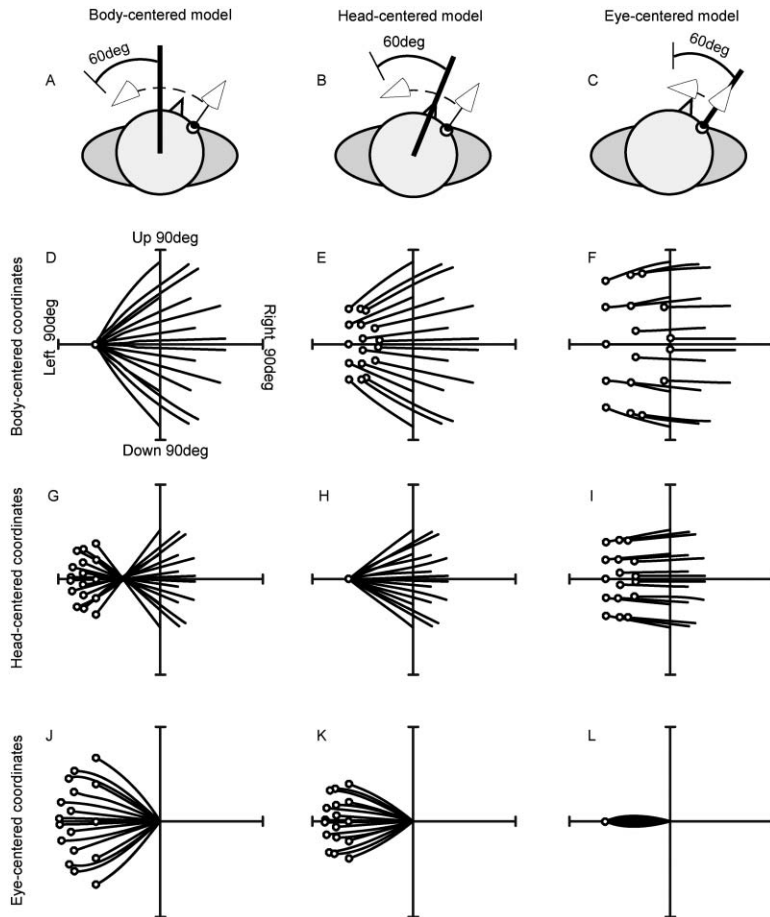 Body-centered model
Head-centered model
Eye-centered model
60deg
60deg
60deg
A
B
C
Body-centered coordinates
D
Up 90deg
Left 90deg
Right 90deg
Down 90deg
E
F
Head-centered coordinates
G
H
I
Eye-centered coordinates
J
K
L